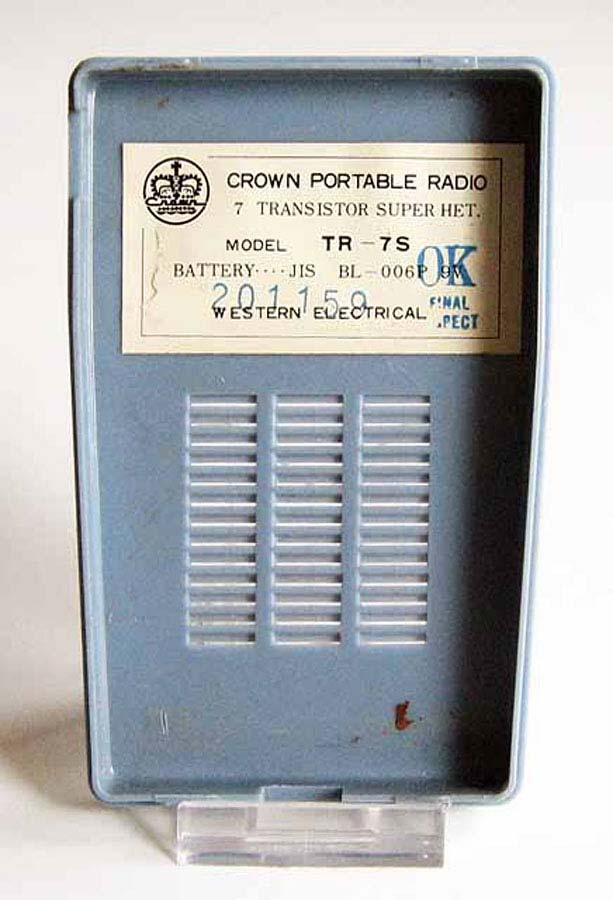 CROWN PORTABLE RADIO
7 TRANSISTOR SUPER HET.
MODEL TR-7S
BATTERY····JIS BL-006P 9V
OK
201159
WESTERN ELECTRICAL